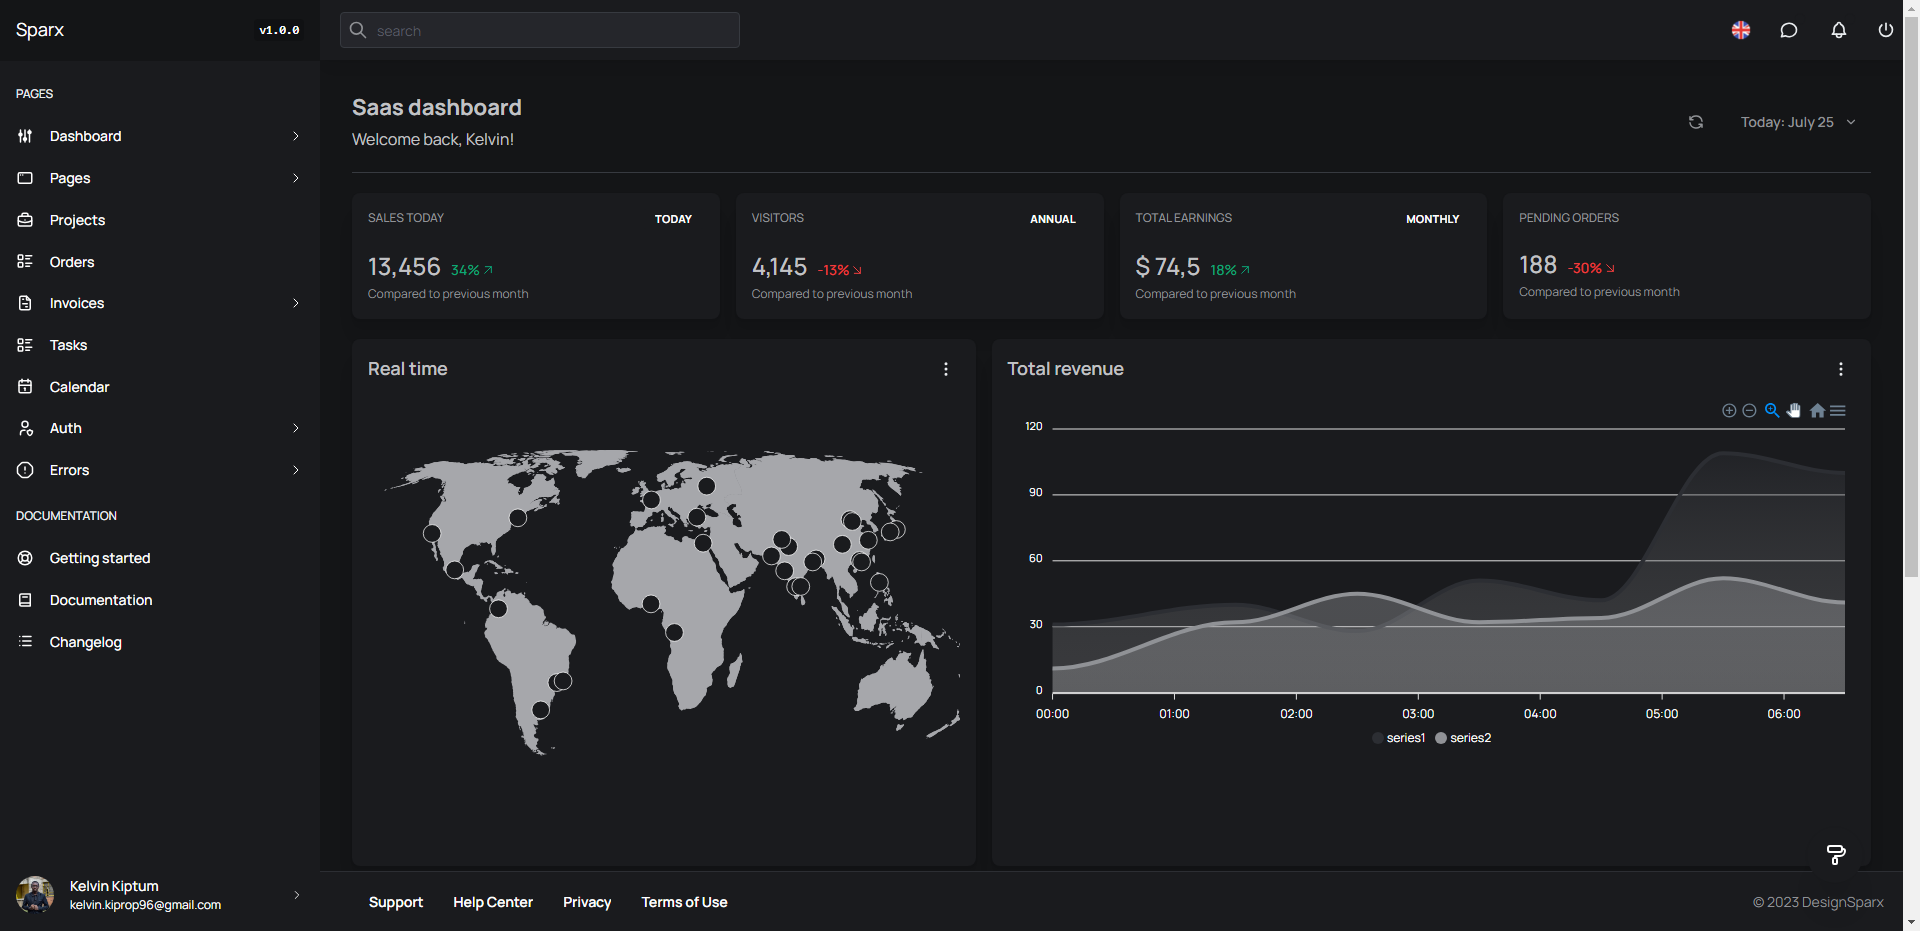 Sparx
v1.0.0
search
PAGES
Dashboard
Pages
Projects
Orders
Invoices
Tasks
Calendar
Auth
Errors
DOCUMENTATION
Getting started
Documentation
Changelog
Kelvin Kiptum
kelvin.kiprop96@gmail.com
Saas dashboard
Welcome back, Kelvin!
Today: July 25
SALES TODAY TODAY
13,456 34%
Compared to previous month
VISITORS ANNUAL
4,145 -13%
Compared to previous month
TOTAL EARNINGS MONTHLY
$ 74,5 18%
Compared to previous month
PENDING ORDERS
188 -30%
Compared to previous month
Real time
Total revenue
120
90
60
30
0
00:00 01:00 02:00 03:00 04:00 05:00 06:00
series1 series2
Support Help Center Privacy Terms of Use
© 2023 DesignSparx